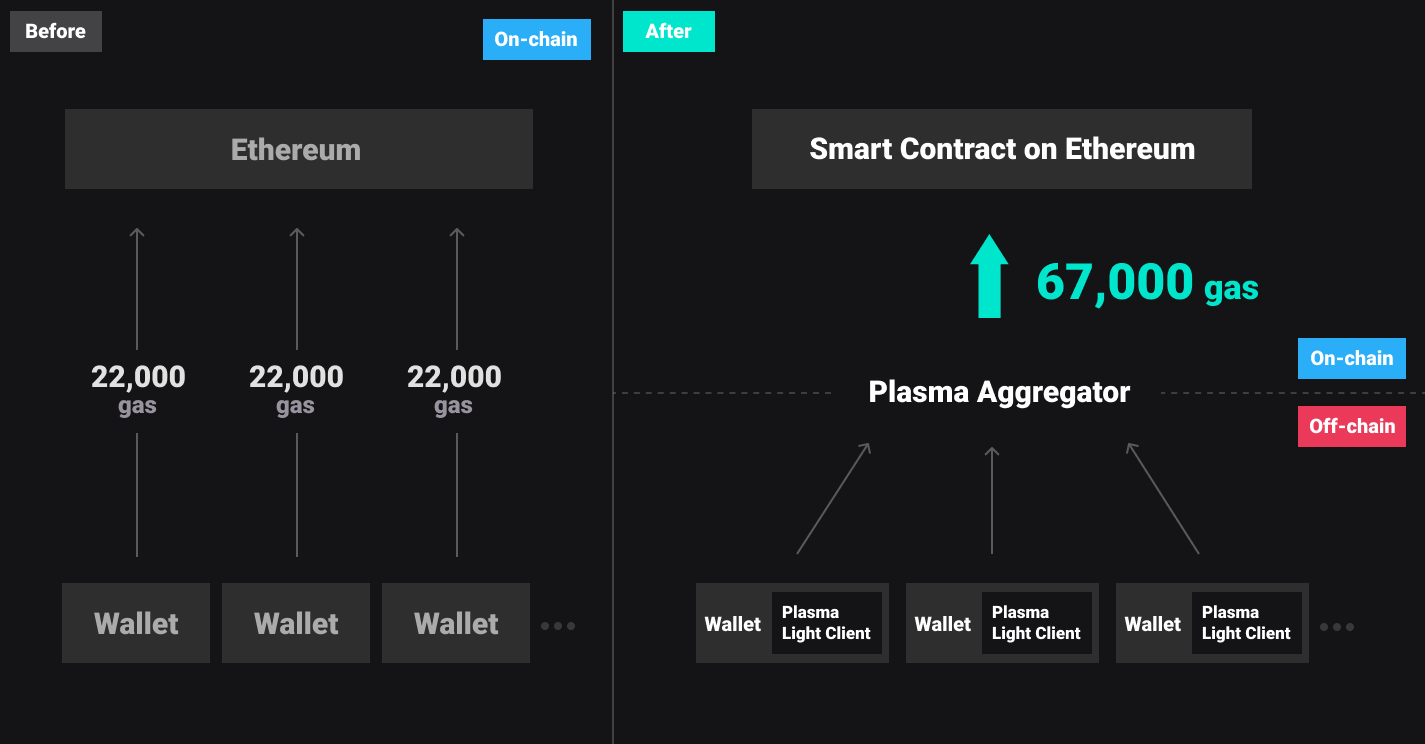 Before
On-chain
Ethereum
22,000
gas
22,000
gas
22,000
gas
Wallet
Wallet
Wallet
After
Smart Contract on Ethereum
67,000 gas
On-chain
Plasma Aggregator
Off-chain
Wallet
Plasma
Light Client
Wallet
Plasma
Light Client
Wallet
Plasma
Light Client